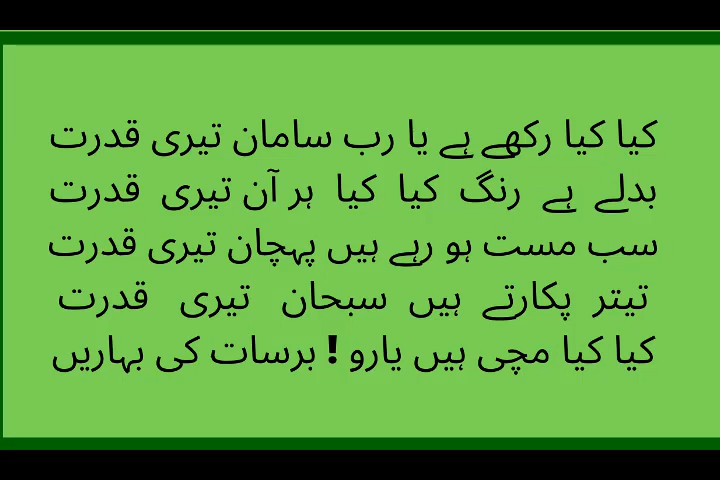 کیا کیا رکھے ہے یا رب سامان تیری قدرت
بدلے ہے رنگ کیا کیا ہر آن تیری قدرت
سب مست ہو رہے ہیں پہچان تیری قدرت
تیتر پکارتے ہیں سبحان تیری قدرت
کیا کیا مچی ہیں یارو ! برسات کی بہاریں